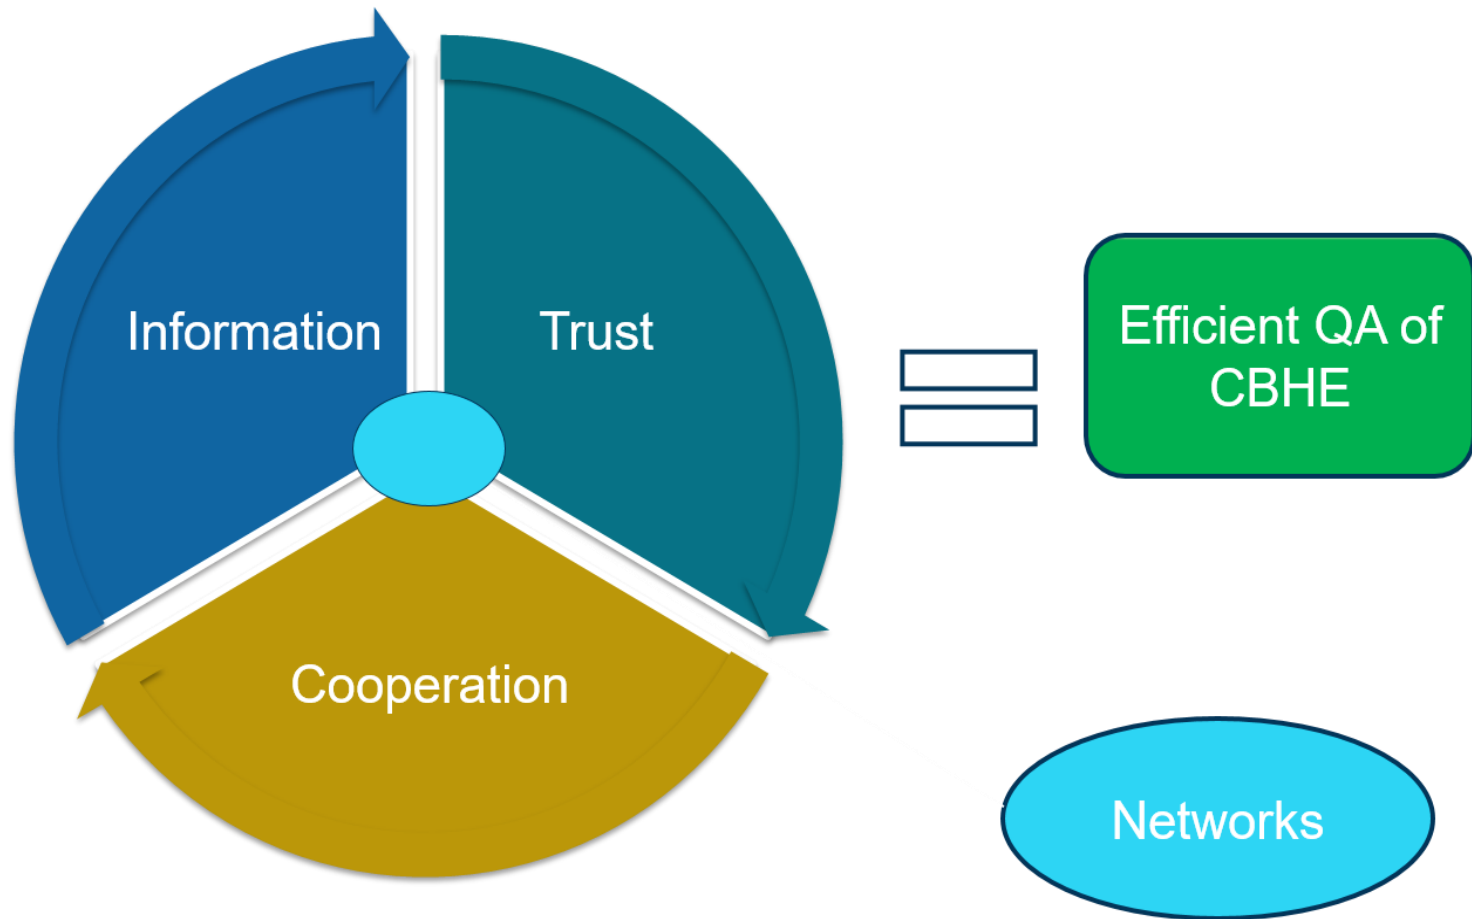 Information
Trust
Cooperation
Efficient QA of
CBHE
Networks